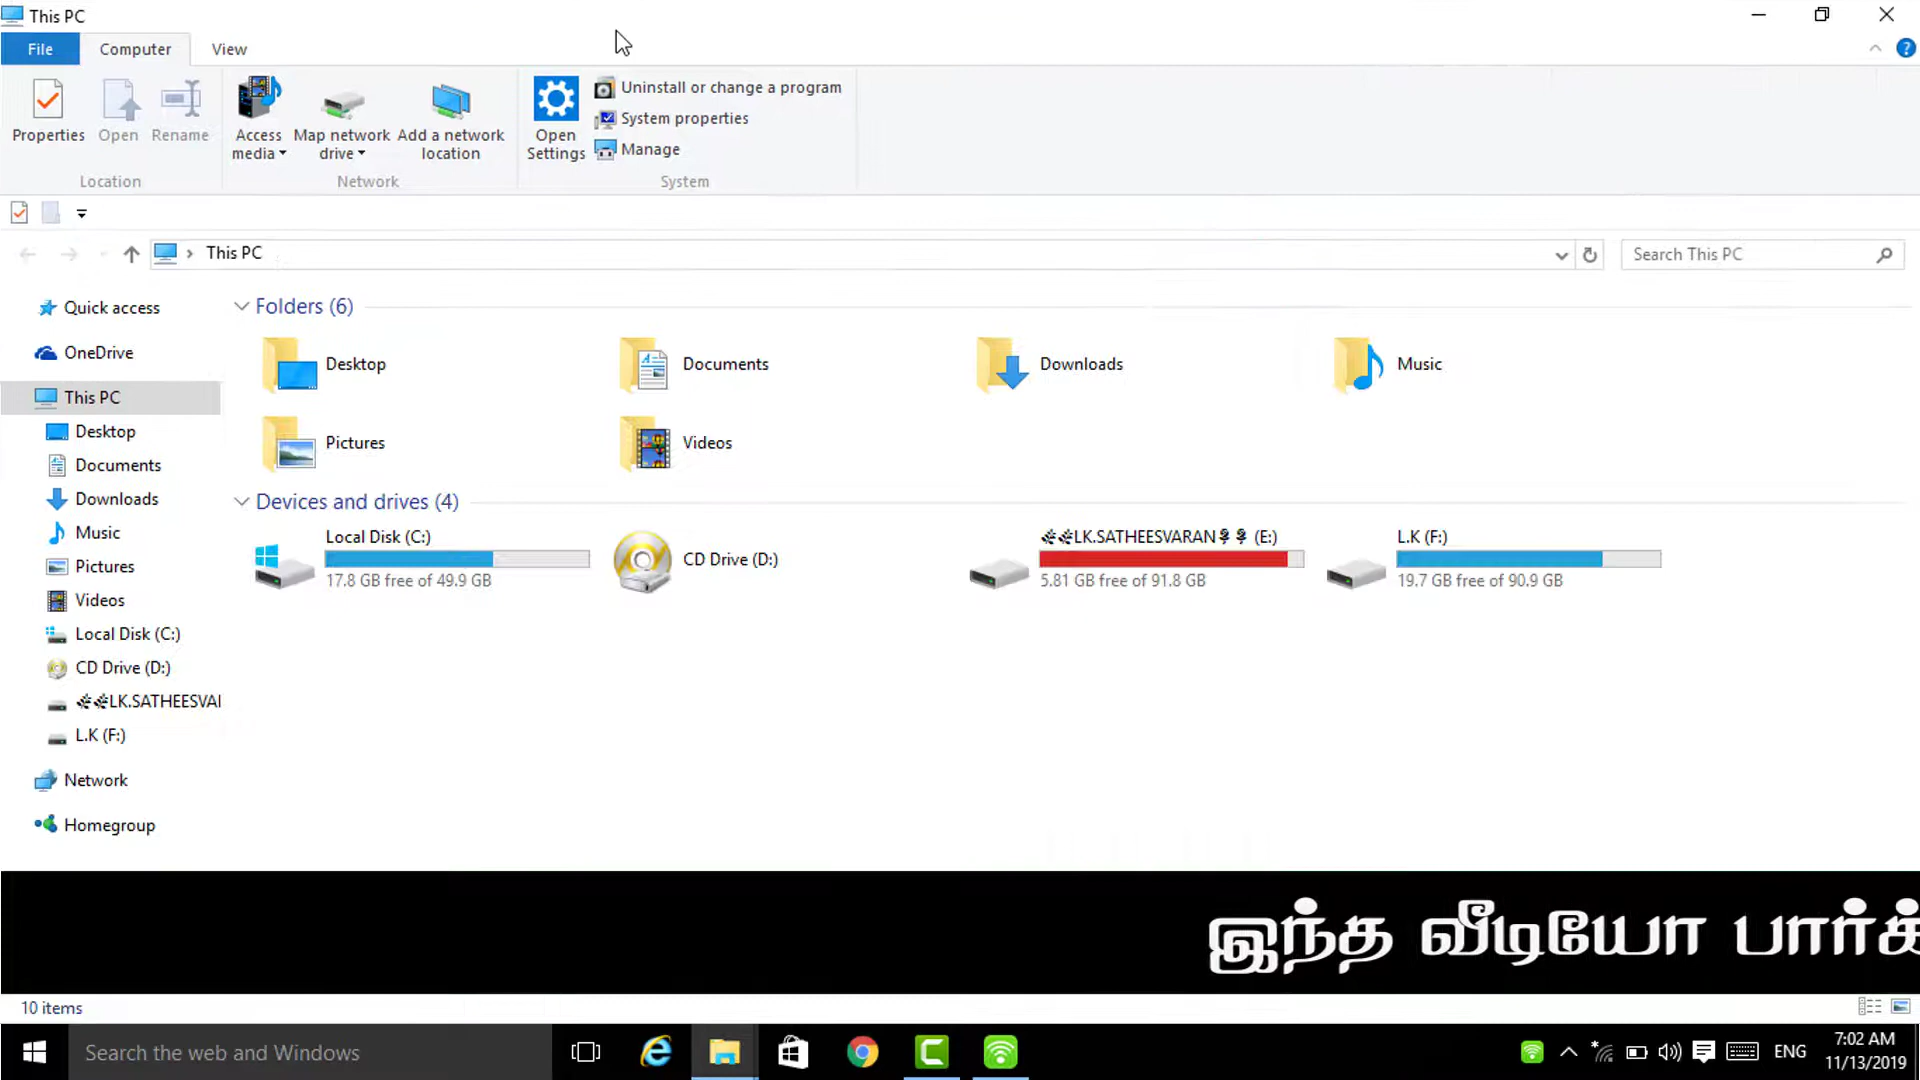 This PC
File
Computer
View
Properties
Open
Rename
Access media
Map network drive
Add a network location
Open Settings
Uninstall or change a program
System properties
Manage
Location
Network
System
This PC
Search This PC
Quick access
OneDrive
This PC
Desktop
Documents
Downloads
Music
Pictures
Videos
Local Disk (C:)
CD Drive (D:)
LK.SATHEESVAI
L.K (F:)
Network
Homegroup
Folders (6)
Desktop
Documents
Downloads
Music
Pictures
Videos
Devices and drives (4)
Local Disk (C:)
17.8 GB free of 49.9 GB
CD Drive (D:)
LK.SATHEESVARAN (E:)
5.81 GB free of 91.8 GB
L.K (F:)
19.7 GB free of 90.9 GB
இந்த வீடியோ பார்க்
10 items
Search the web and Windows
ENG
7:02 AM
11/13/2019